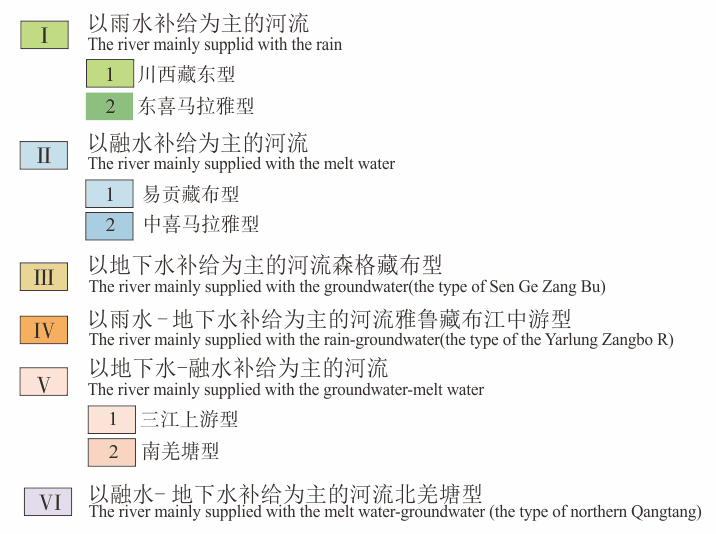 I 以雨水补给为主的河流
The river mainly supplid with the rain
1 川西藏东型
2 东喜马拉雅型
II 以融水补给为主的河流
The river mainly supplied with the melt water
1 易贡藏布型
2 中喜马拉雅型
III 以地下水补给为主的河流森格藏布型
The river mainly supplied with the groundwater(the type of Sen Ge Zang Bu)
IV 以雨水-地下水补给为主的河流雅鲁藏布江中游型
The river mainly supplied with the rain-groundwater(the type of the Yarlung Zangbo R)
V 以地下水-融水补给为主的河流
The river mainly supplied with the groundwater-melt water
1 三江上游型
2 南羌塘型
VI 以融水-地下水补给为主的河流北羌塘型
The river mainly supplied with the melt water-groundwater (the type of northern Qangtang)